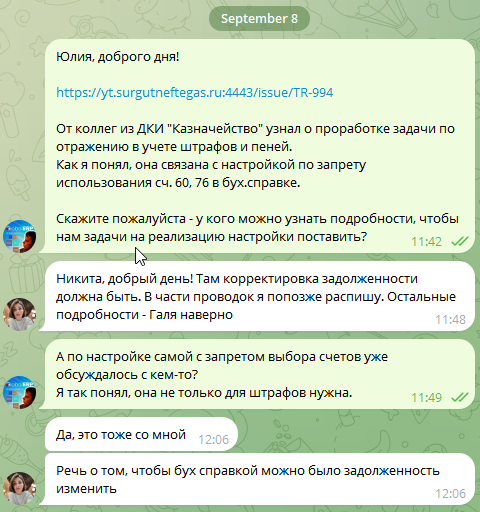 September 8
Юлия, доброго дня!
https://yt.surgutneftegas.ru:4443/issue/TR-994
От коллег из ДКИ "Казначейство" узнал о проработке задачи по
отражению в учете штрафов и пеней.
Как я понял, она связана с настройкой по запрету
использования сч. 60, 76 в бух.справке.
Скажите пожалуйста - у кого можно узнать подробности, чтобы
нам задачи на реализацию настройки поставить?
11:42
Никита, добрый день! Там корректировка задолженности
должна быть. В части проводок я попозже распишу. Остальные
подробности - Галя наверно
11:48
А по настройке самой с запретом выбора счетов уже
обсуждалось с кем-то?
Я так понял, она не только для штрафов нужна.
11:49
Да, это тоже со мной
12:06
Речь о том, чтобы бух справкой можно было задолженность
изменить
12:06